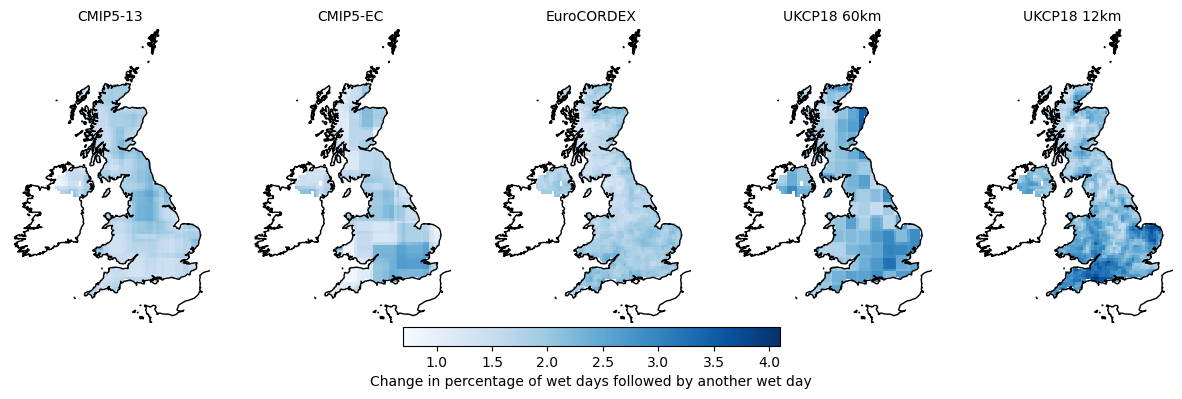 CMIP5-13
CMIP5-EC
EuroCORDEX
UKCP18 60km
UKCP18 12km
1.0 1.5 2.0 2.5 3.0 3.5 4.0
Change in percentage of wet days followed by another wet day